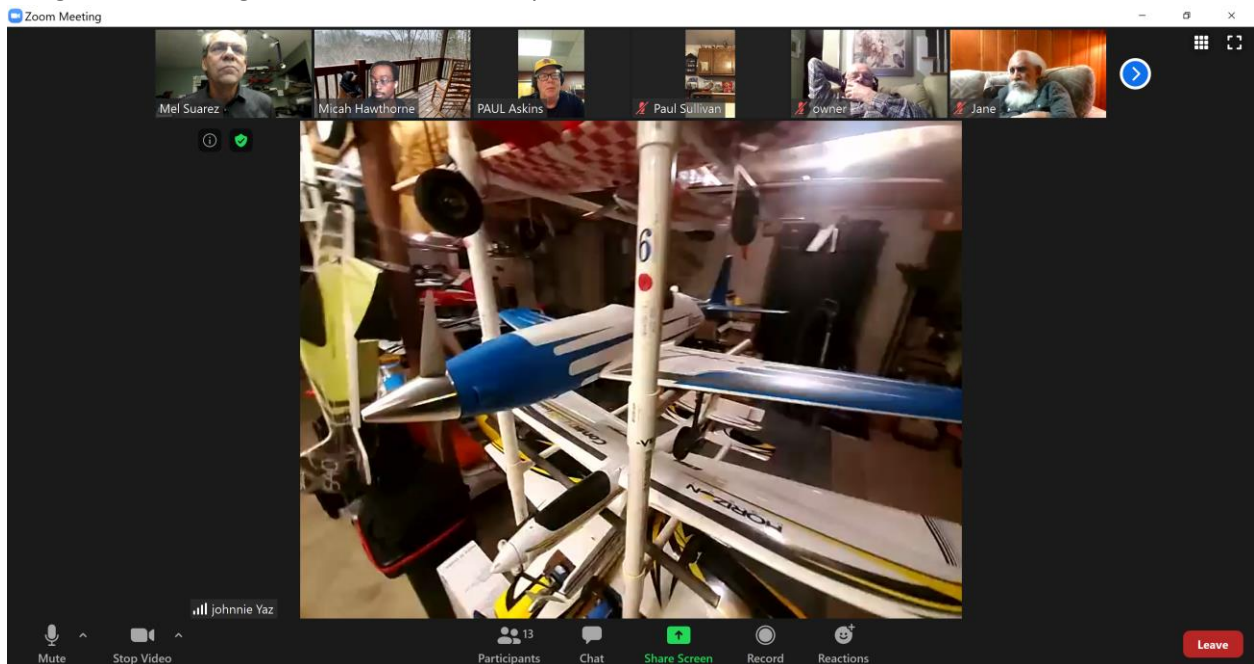 Zoom Meeting
Mel Suarez
Micah Hawthorne
PAUL Askins
Paul Sullivan
owner
Jane
6
HORIZON
johnnie Yaz
Mute
Stop Video
Participants
13
Chat
Share Screen
Record
Reactions
Leave